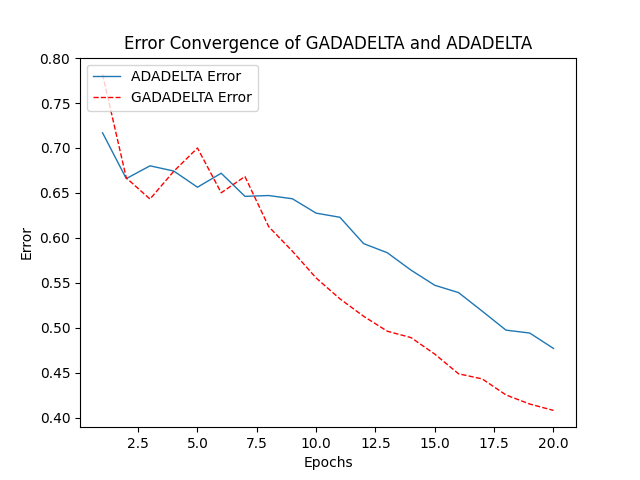 Error Convergence of GADADELTA and ADADELTA
ADADELTA Error
GADADELTA Error
0.80
0.75
0.70
0.65
0.60
0.55
0.50
0.45
0.40
Error
2.5 5.0 7.5 10.0 12.5 15.0 17.5 20.0
Epochs